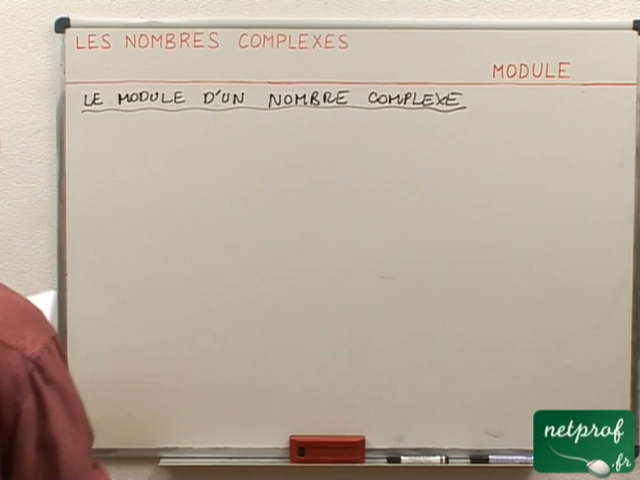 LES NOMBRES COMPLEXES
MODULE
LE MODULE D'UN NOMBRE COMPLEXE
netprof
.fr